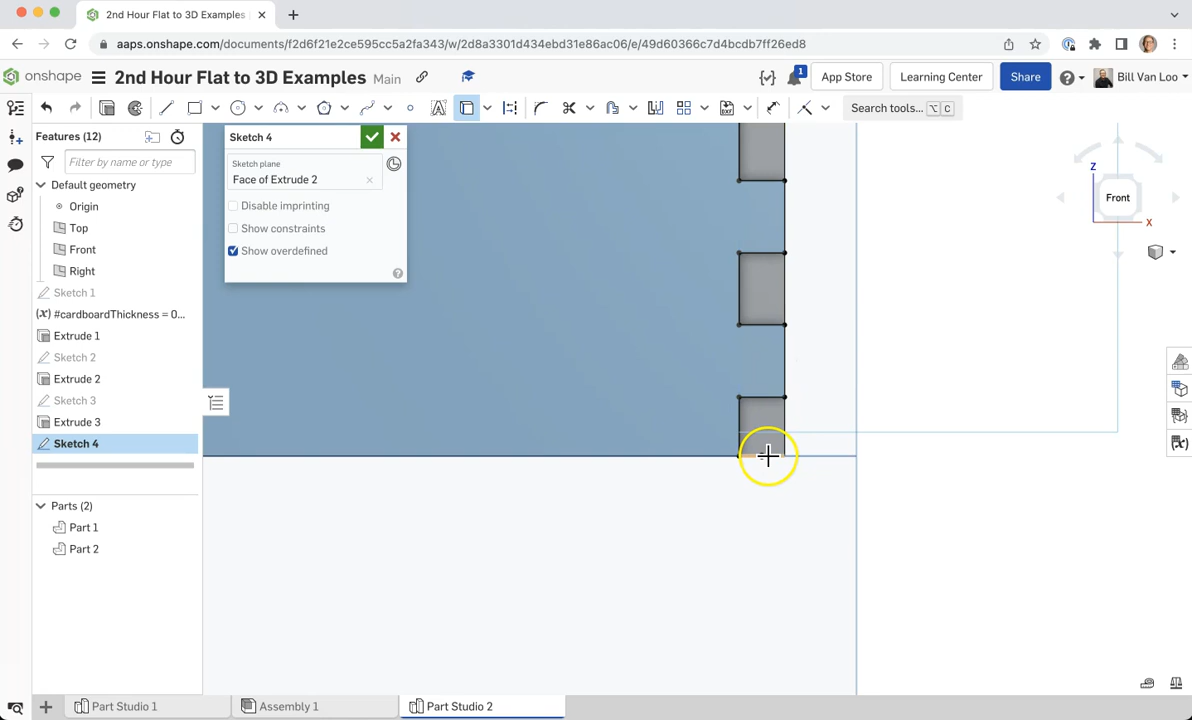 2nd Hour Flat to 3D Examples
aaps.onshape.com/documents/f2d6f21e2ce595cc5a2fa343/w/2d8a3301d434ebd31e86ac06/e/49d60366c7d4bcdb7ff26ed8
onshape
2nd Hour Flat to 3D Examples
Main
1
App Store
Learning Center
Share
Bill Van Loo
Search tools...
⌥ C
Features (12)
Filter by name or type
Default geometry
Origin
Top
Front
Right
Sketch 1
(x) #cardboardThickness = 0...
Extrude 1
Sketch 2
Extrude 2
Sketch 3
Extrude 3
Sketch 4
Parts (2)
Part 1
Part 2
Sketch 4
Sketch plane
Face of Extrude 2
Disable imprinting
Show constraints
Show overdefined
Z
Front
X
Part Studio 1
Assembly 1
Part Studio 2